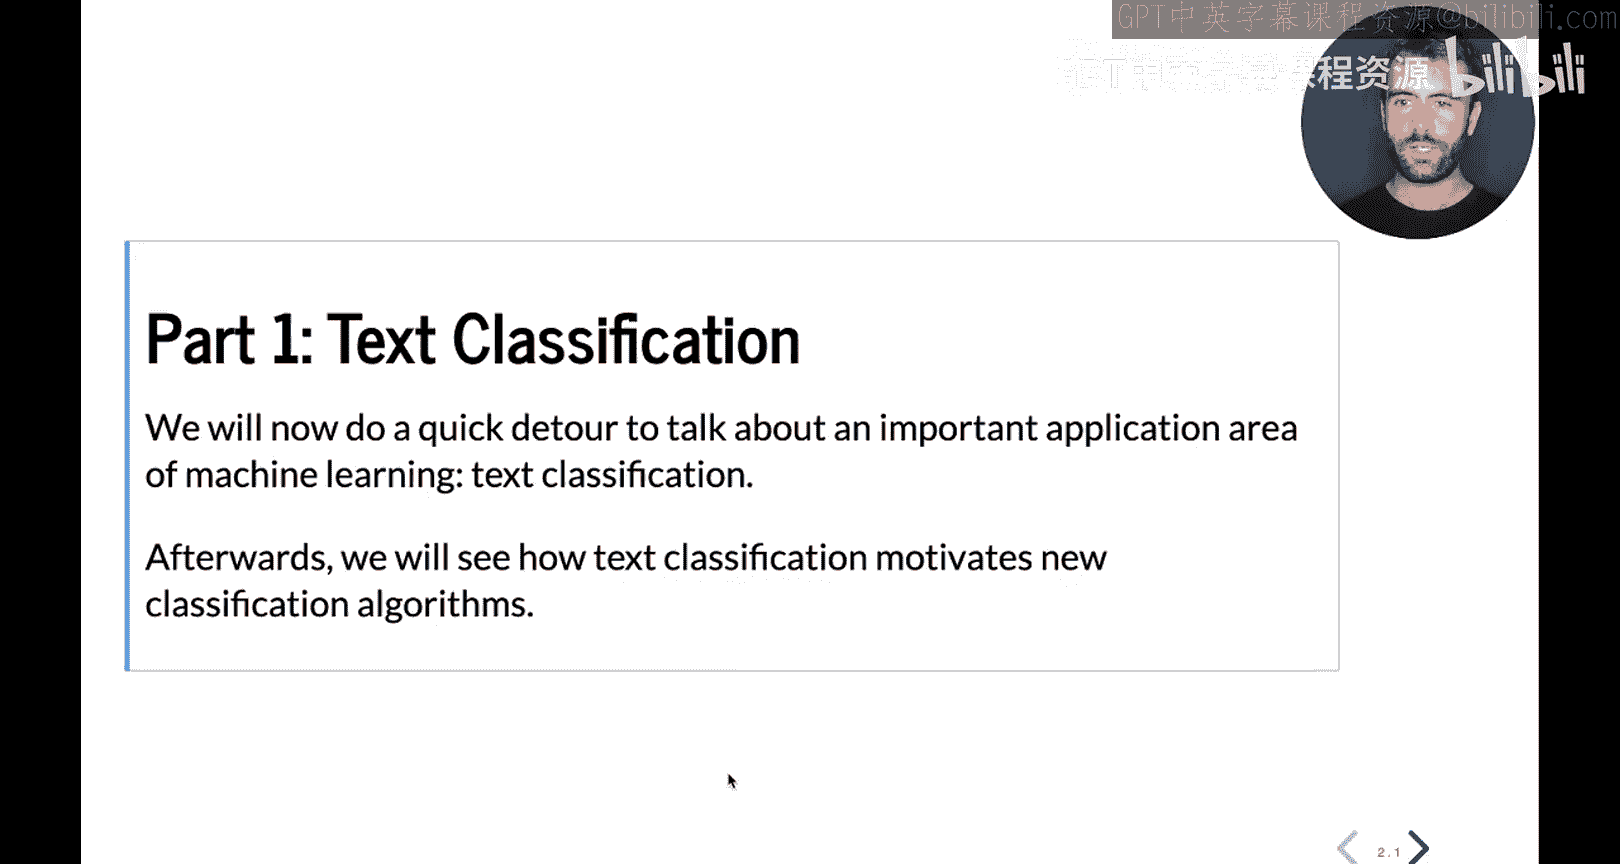 GPT中英字幕课程资源@bilibili.com
课程资源 bilibili
Part 1: Text Classification
We will now do a quick detour to talk about an important application area
of machine learning: text classification.
Afterwards, we will see how text classification motivates new
classification algorithms.
2.1